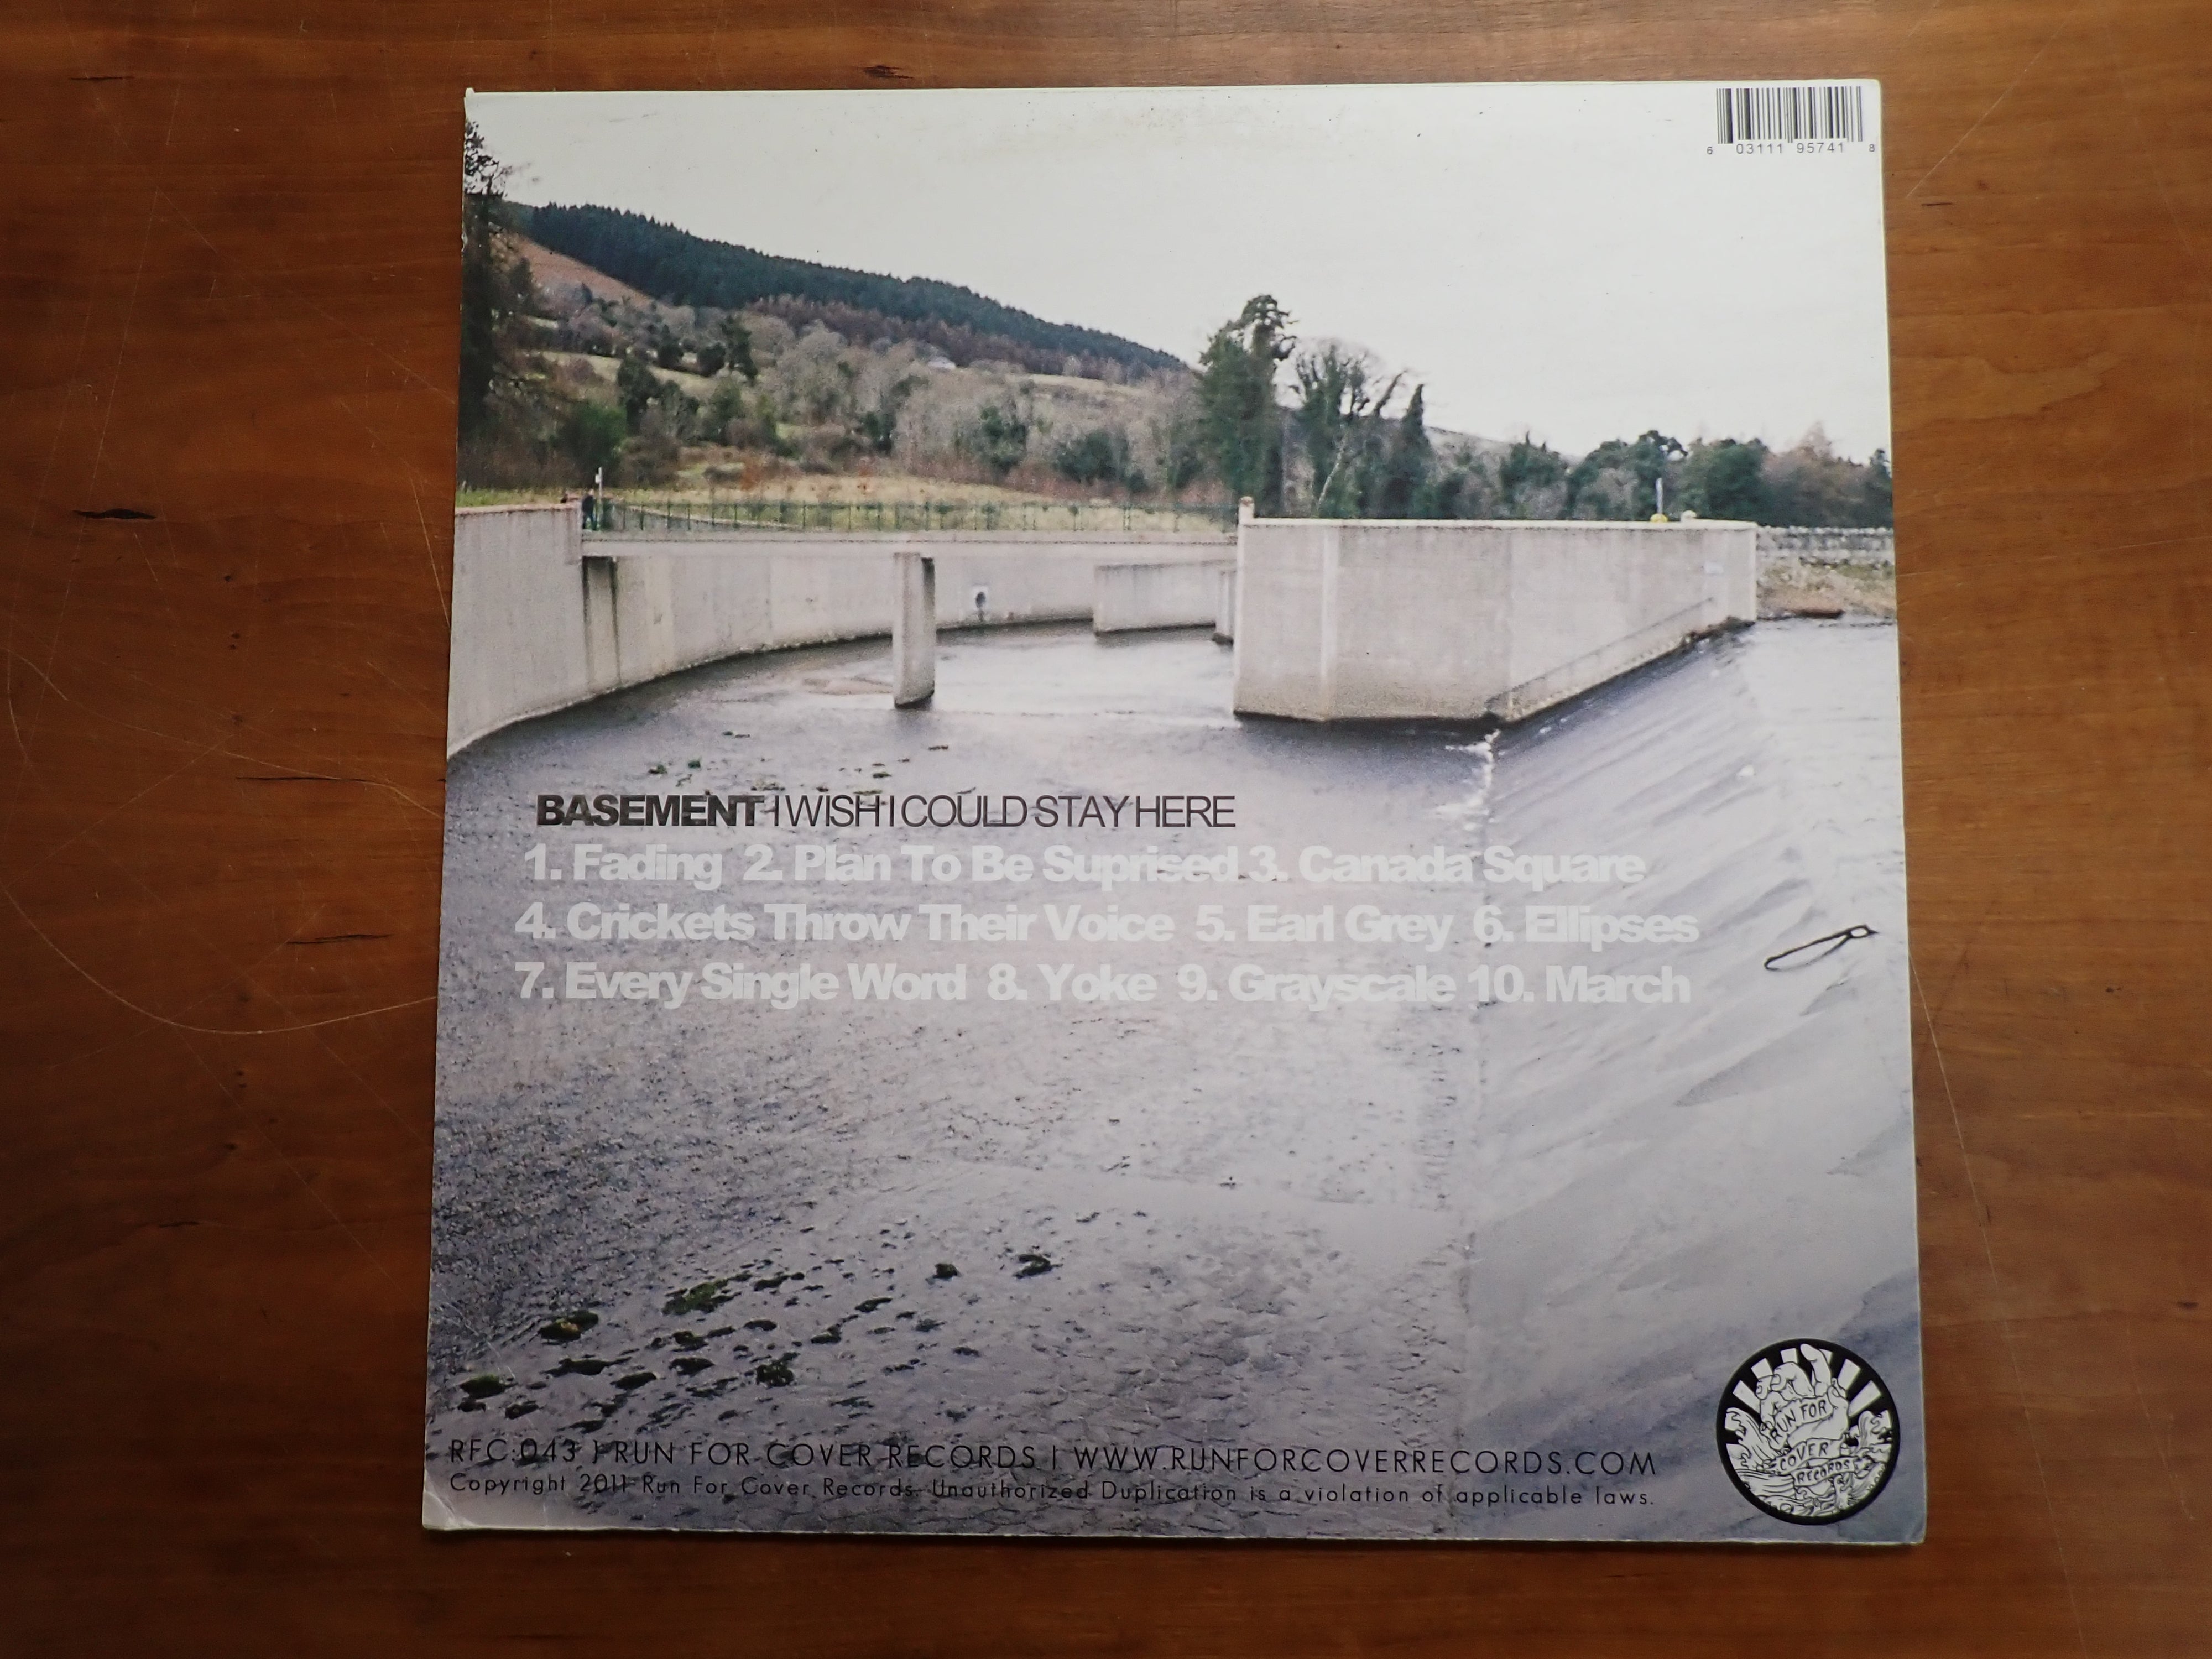 6 03111 95741 8
BASEMENT I WISH I COULD STAY HERE
1. Fading 2. Plan To Be Suprised 3. Canada Square
4. Crickets Throw Their Voice 5. Earl Grey 6. Ellipses
7. Every Single Word 8. Yoke 9. Grayscale 10. March
RFC:043 | RUN FOR COVER RECORDS | WWW.RUNFORCOVERRECORDS.COM
Copyright 2011 Run For Cover Records. Unauthorized Duplication is a violation of applicable laws.
RUN FOR
COVER
RECORDS